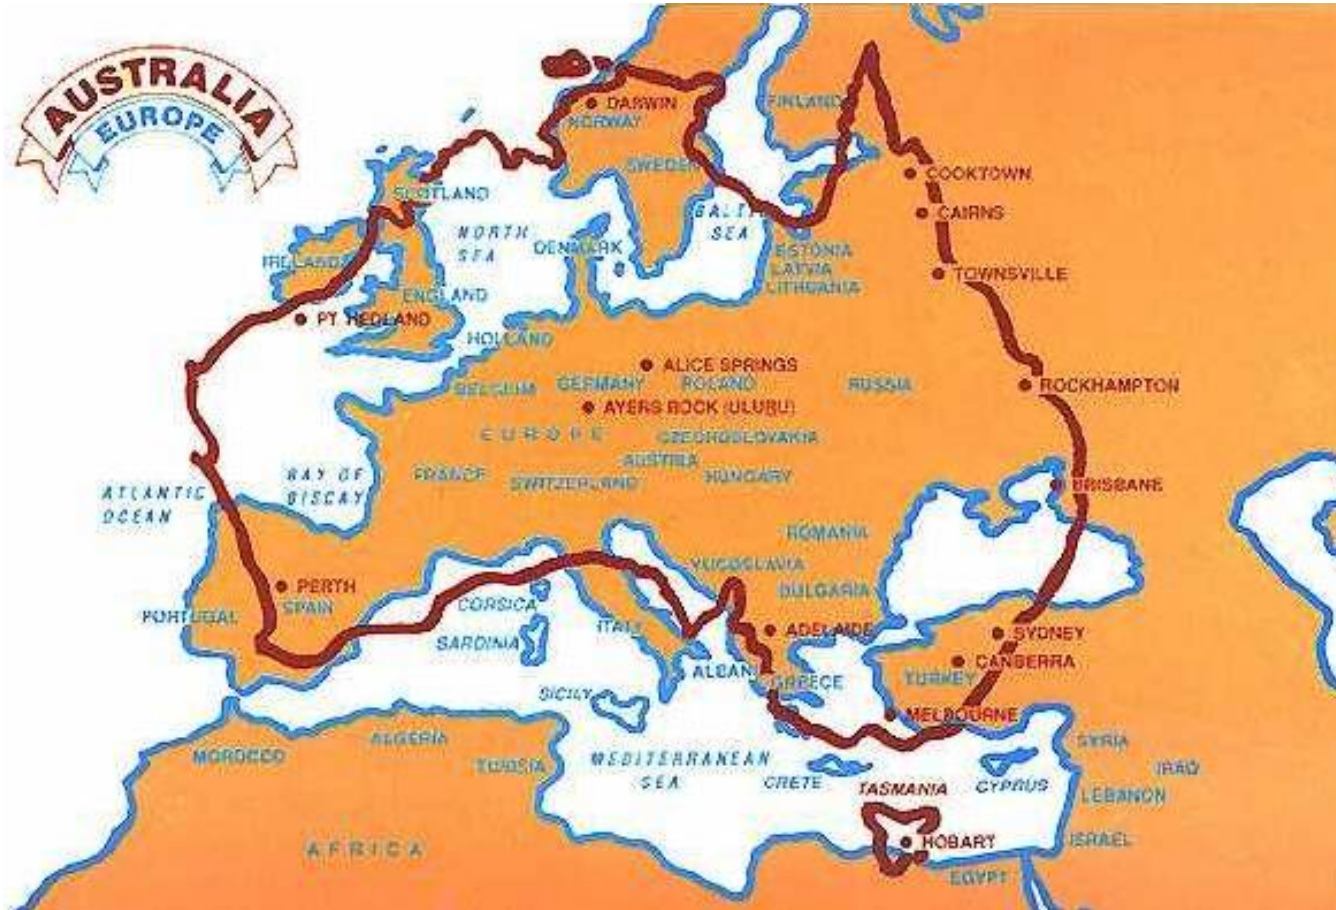 AUSTRALIA
EUROPE
DARWIN
NORWAY
FINLAND
SWEDEN
SCOTLAND
COOKTOWN
CAIRNS
BALTIC
SEA
NORTH
SEA
DENMARK
IRELAND
ESTONIA
LATVIA
LITHUANIA
TOWNSVILLE
ENGLAND
PT. HEDLAND
HOLLAND
ALICE SPRINGS
BELGIUM
GERMANY
POLAND
RUSSIA
ROCKHAMPTON
AYERS ROCK (ULURU)
EUROPE
CZECHOSLOVAKIA
AUSTRIA
FRANCE
SWITZERLAND
HUNGARY
BAY OF
BISCAY
ATLANTIC
OCEAN
BRISBANE
ROMANIA
YUGOSLAVIA
BULGARIA
PERTH
SPAIN
PORTUGAL
CORSICA
SARDINIA
ITALY
ADELAIDE
SYDNEY
ALBAN
GREECE
CANBERRA
TURKEY
SICILY
MELBOURNE
MOROCCO
ALGERIA
TUNISIA
MEDITERRANEAN
SEA
CRETE
TASMANIA
CYPRUS
SYRIA
IRAQ
LEBANON
HOBART
ISRAEL
AFRICA
EGYPT